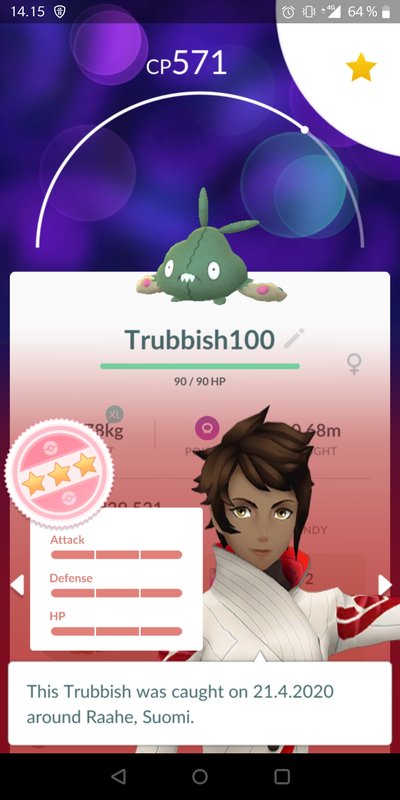 14.15
4G
64 %
CP571
Trubbish100
90 / 90 HP
XL
78kg
0.68m
Attack
Defense
HP
This Trubbish was caught on 21.4.2020
around Raahe, Suomi.